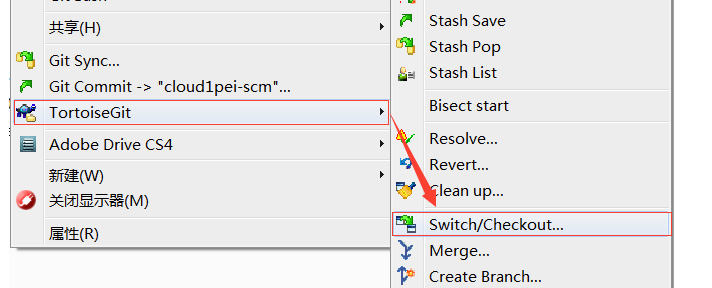 共享(H)
Git Sync...
Git Commit -> "cloud1pei-scm"...
TortoiseGit
Adobe Drive CS4
新建(W)
关闭显示器(M)
属性(R)
Stash Save
Stash Pop
Stash List
Bisect start
Resolve...
Revert...
Clean up...
Switch/Checkout...
Merge...
Create Branch...